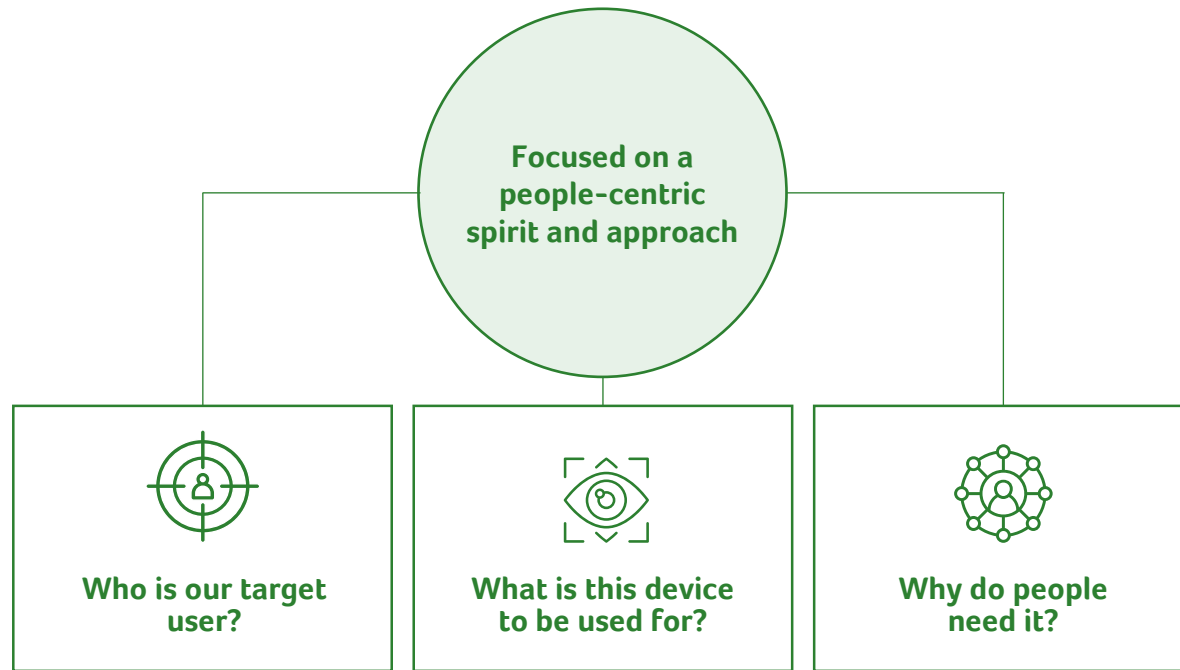 Focused on a
people-centric
spirit and approach
Who is our target
user?
What is this device
to be used for?
Why do people
need it?